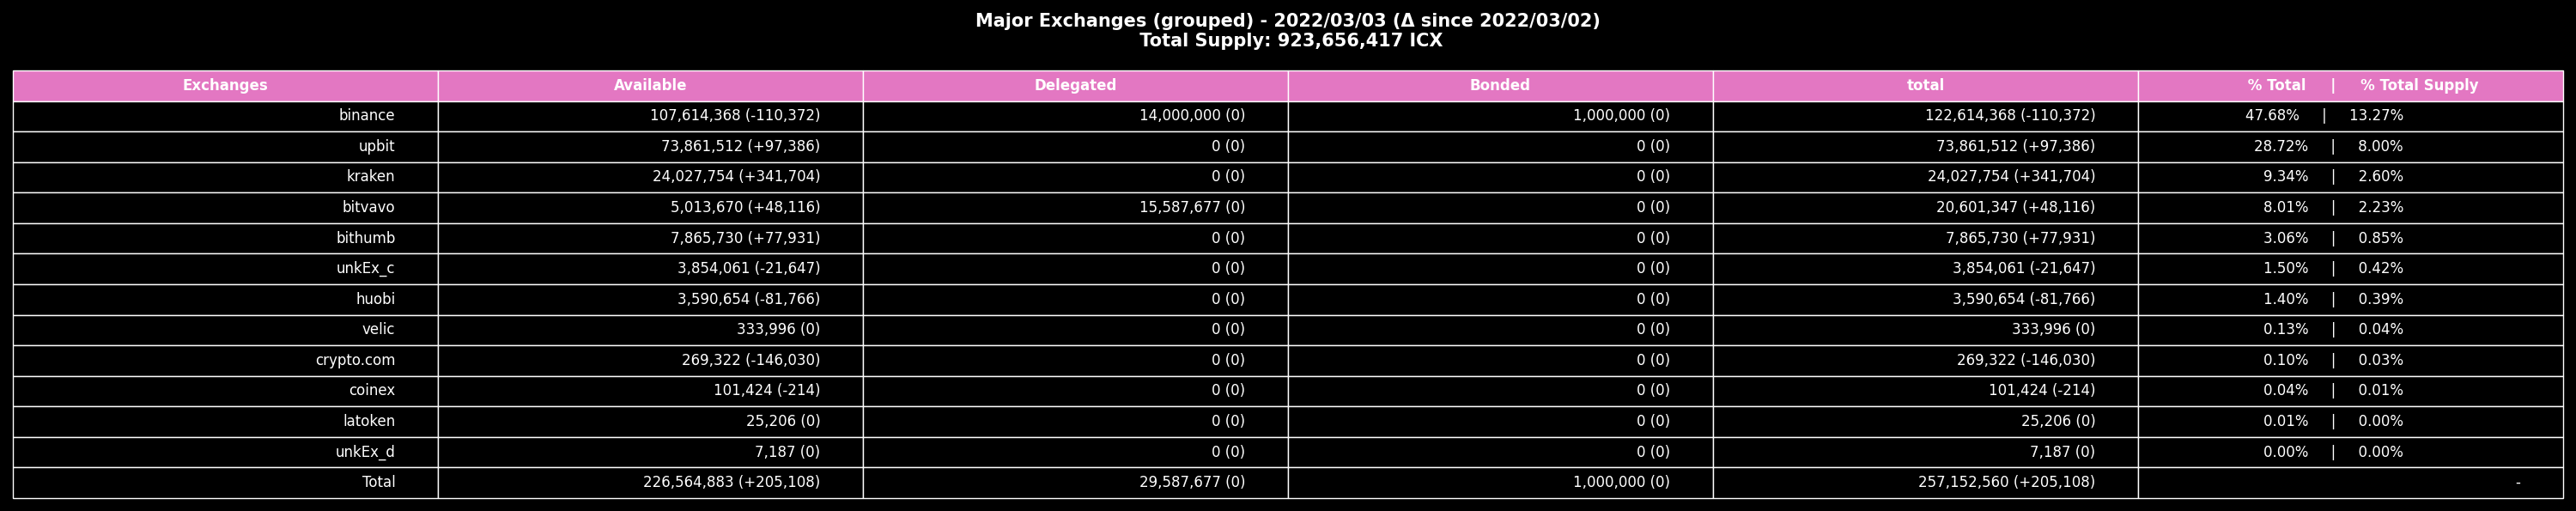 Major Exchanges (grouped) - 2022/03/03 (Δ since 2022/03/02)
Total Supply: 923,656,417 ICX
Exchanges Available Delegated Bonded total % Total | % Total Supply
binance 107,614,368 (-110,372) 14,000,000 (0) 1,000,000 (0) 122,614,368 (-110,372) 47.68% | 13.27%
upbit 73,861,512 (+97,386) 0 (0) 0 (0) 73,861,512 (+97,386) 28.72% | 8.00%
kraken 24,027,754 (+341,704) 0 (0) 0 (0) 24,027,754 (+341,704) 9.34% | 2.60%
bitvavo 5,013,670 (+48,116) 15,587,677 (0) 0 (0) 20,601,347 (+48,116) 8.01% | 2.23%
bithumb 7,865,730 (+77,931) 0 (0) 0 (0) 7,865,730 (+77,931) 3.06% | 0.85%
unkEx_c 3,854,061 (-21,647) 0 (0) 0 (0) 3,854,061 (-21,647) 1.50% | 0.42%
huobi 3,590,654 (-81,766) 0 (0) 0 (0) 3,590,654 (-81,766) 1.40% | 0.39%
velic 333,996 (0) 0 (0) 0 (0) 333,996 (0) 0.13% | 0.04%
crypto.com 269,322 (-146,030) 0 (0) 0 (0) 269,322 (-146,030) 0.10% | 0.03%
coinex 101,424 (-214) 0 (0) 0 (0) 101,424 (-214) 0.04% | 0.01%
latoken 25,206 (0) 0 (0) 0 (0) 25,206 (0) 0.01% | 0.00%
unkEx_d 7,187 (0) 0 (0) 0 (0) 7,187 (0) 0.00% | 0.00%
Total 226,564,883 (+205,108) 29,587,677 (0) 1,000,000 (0) 257,152,560 (+205,108) -